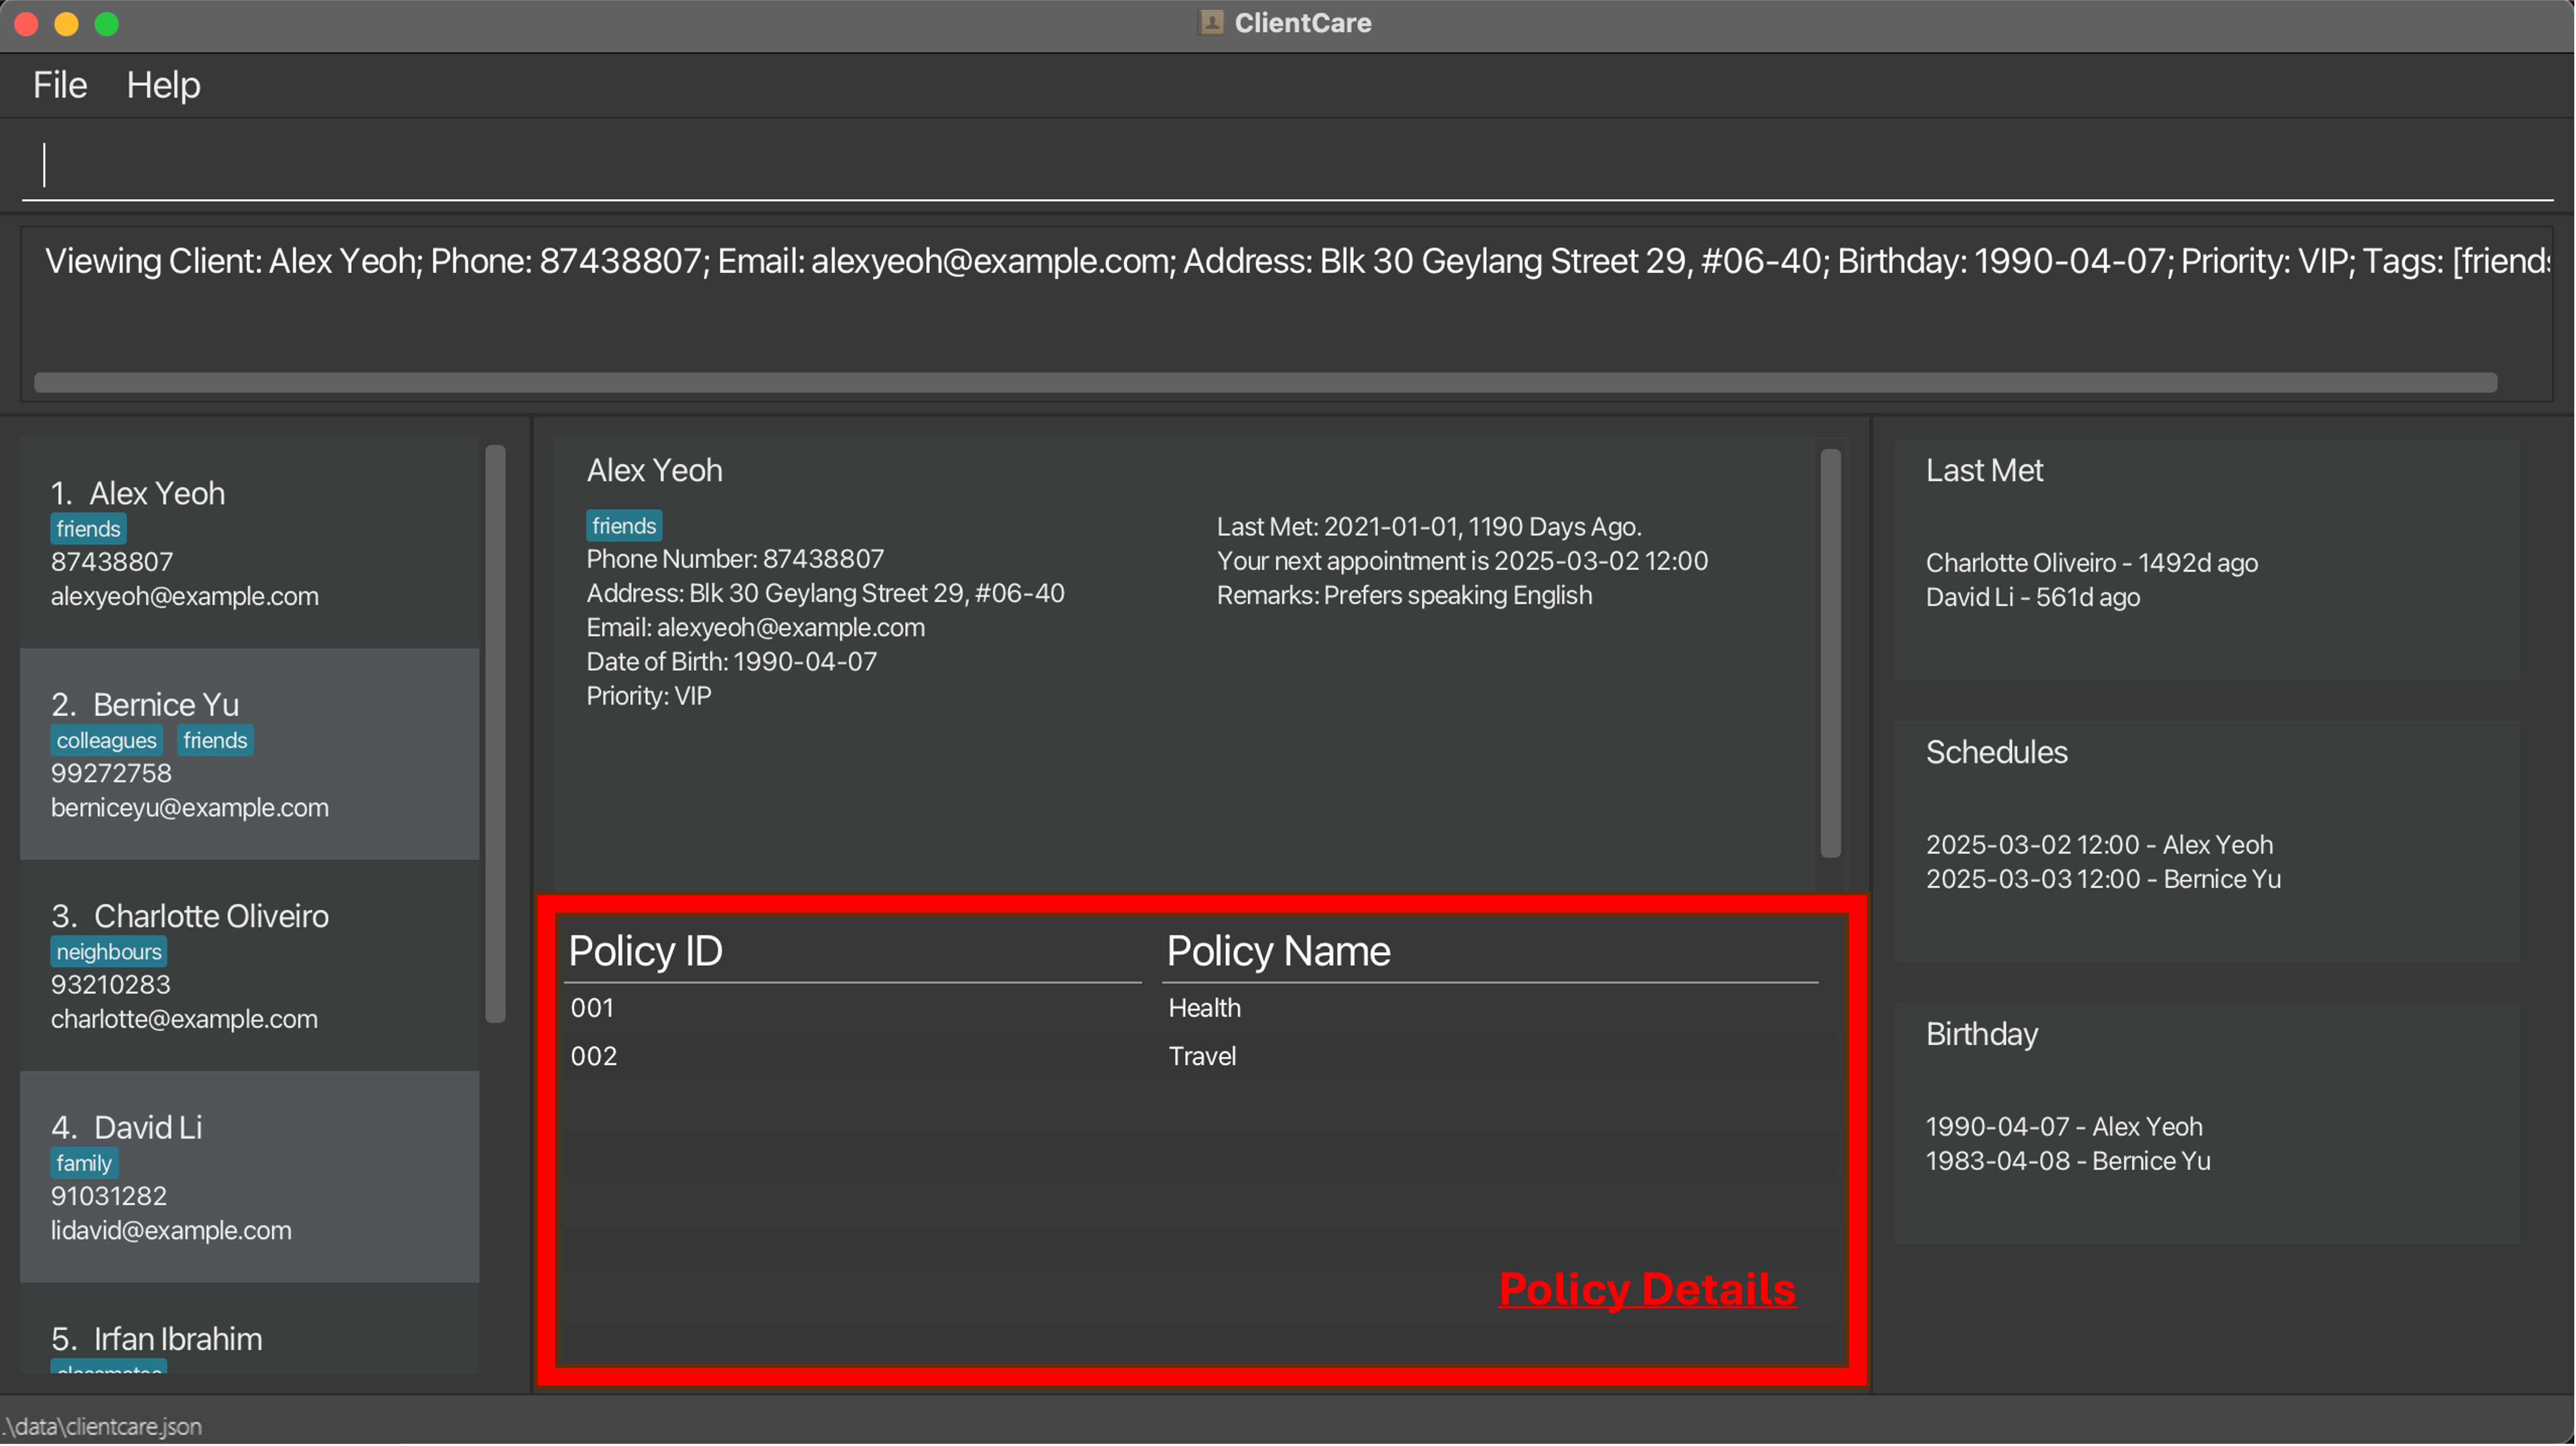 ClientCare
File Help
Viewing Client: Alex Yeoh; Phone: 87438807; Email: alexyeoh@example.com; Address: Blk 30 Geylang Street 29, #06-40; Birthday: 1990-04-07; Priority: VIP; Tags: [friends
1. Alex Yeoh
friends
87438807
alexyeoh@example.com
2. Bernice Yu
colleagues friends
99272758
berniceyu@example.com
3. Charlotte Oliveiro
neighbours
93210283
charlotte@example.com
4. David Li
family
91031282
lidavid@example.com
5. Irfan Ibrahim
classmates
Alex Yeoh
friends
Phone Number: 87438807
Address: Blk 30 Geylang Street 29, #06-40
Email: alexyeoh@example.com
Date of Birth: 1990-04-07
Priority: VIP
Last Met: 2021-01-01, 1190 Days Ago.
Your next appointment is 2025-03-02 12:00
Remarks: Prefers speaking English
Policy ID Policy Name
001 Health
002 Travel
Policy Details
Last Met
Charlotte Oliveiro - 1492d ago
David Li - 561d ago
Schedules
2025-03-02 12:00 - Alex Yeoh
2025-03-03 12:00 - Bernice Yu
Birthday
1990-04-07 - Alex Yeoh
1983-04-08 - Bernice Yu
.\data\clientcare.json